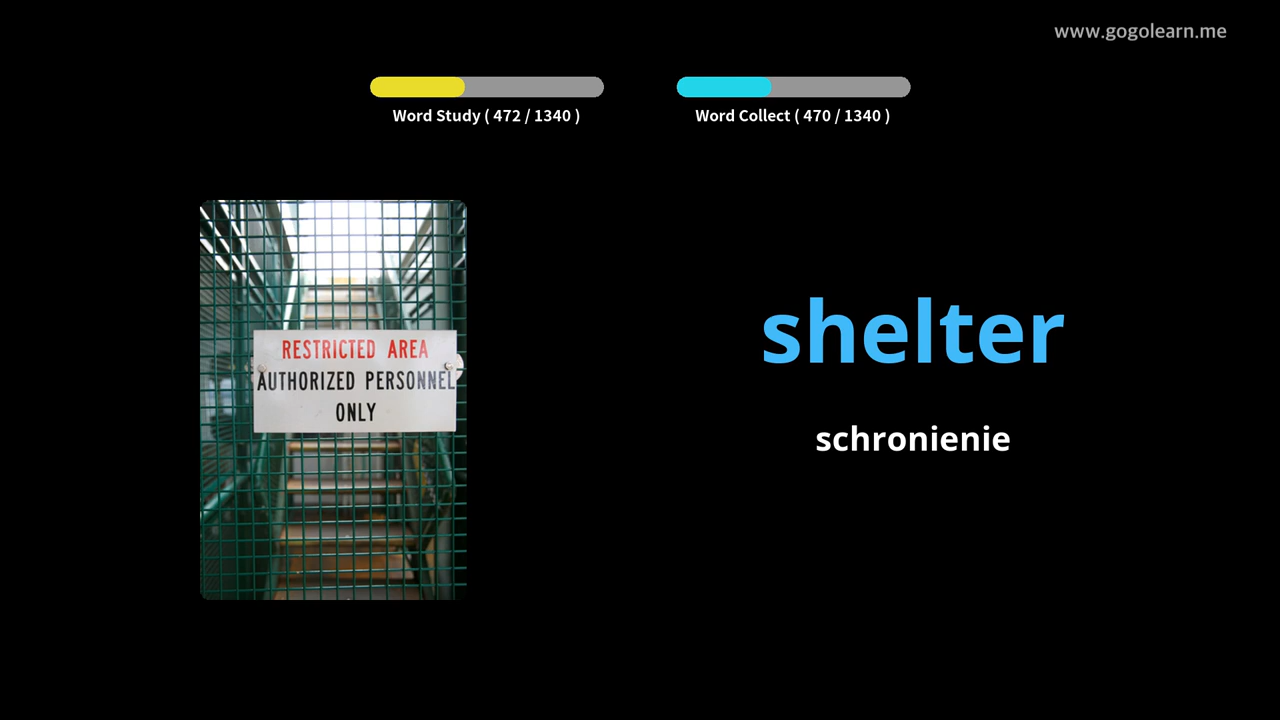 www.gogolearn.me
Word Study ( 472 / 1340 )
Word Collect ( 470 / 1340 )
RESTRICTED AREA
AUTHORIZED PERSONNEL
ONLY
shelter
schronienie